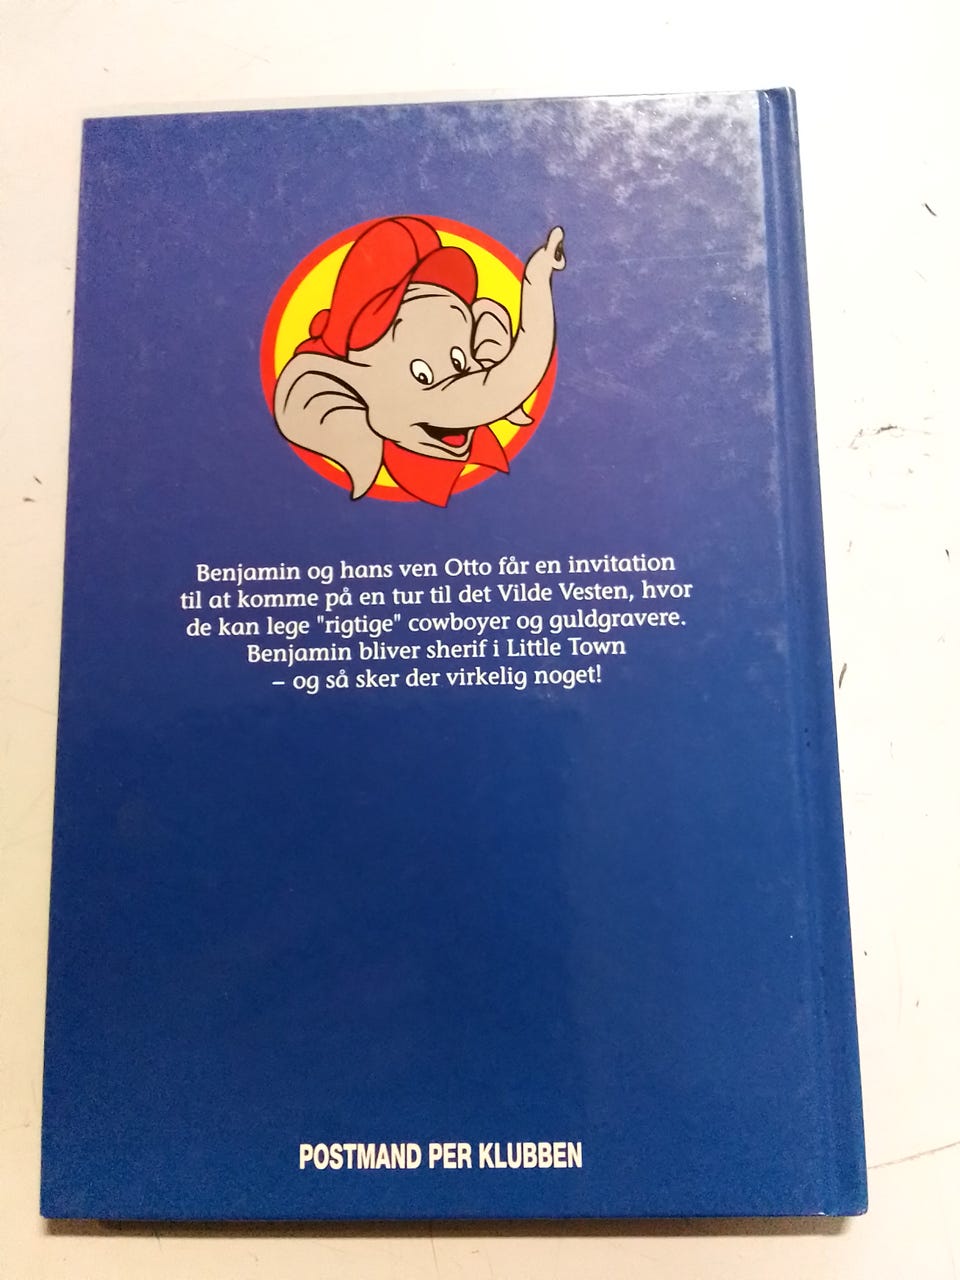 Benjamin og hans ven Otto får en invitation
til at komme på en tur til det Vilde Vesten, hvor
de kan lege "rigtige" cowboyer og guldgravere.
Benjamin bliver sherif i Little Town
– og så sker der virkelig noget!
POSTMAND PER KLUBBEN